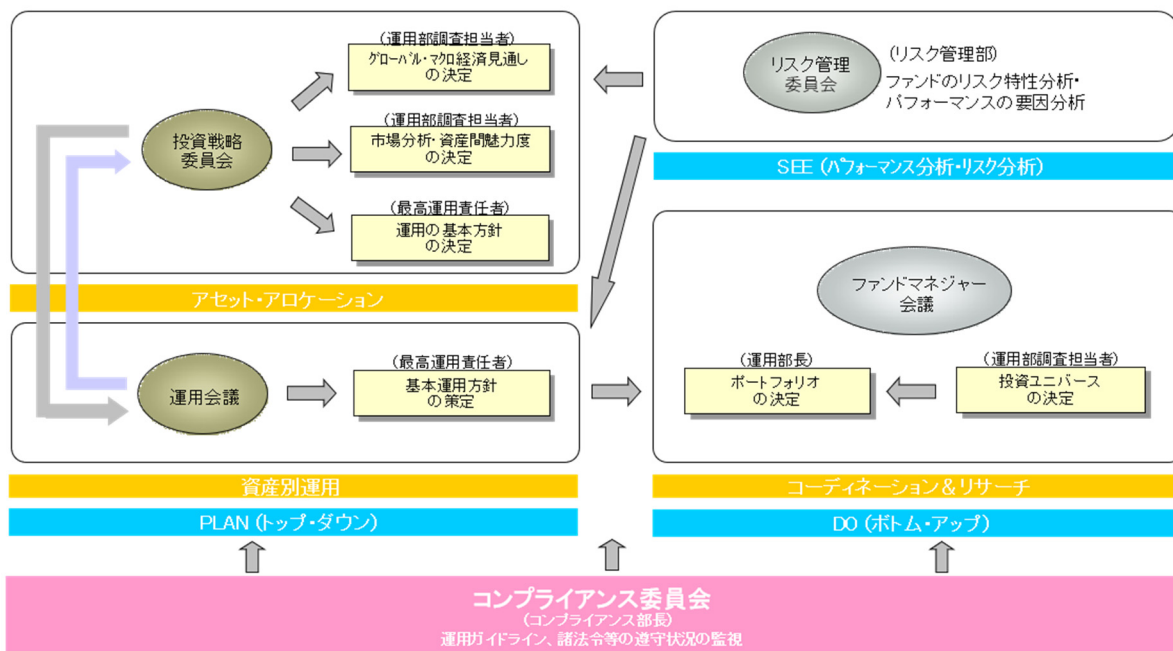 (運用部調査担当者)
グローバル・マクロ経済見通し
の決定
投資戦略
委員会
(運用部調査担当者)
市場分析・資産間魅力度
の決定
(最高運用責任者)
運用の基本方針
の決定
アセット・アロケーション
リスク管理
委員会
(リスク管理部)
ファンドのリスク特性分析・
パフォーマンスの要因分析
SEE (パフォーマンス分析・リスク分析)
運用会議
(最高運用責任者)
基本運用方針
の策定
資産別運用
PLAN (トップ・ダウン)
ファンドマネジャー
会議
(運用部長)
ポートフォリオ
の決定
(運用部調査担当者)
投資ユニバース
の決定
コーディネーション&リサーチ
DO (ボトム・アップ)
コンプライアンス委員会
(コンプライアンス部長)
運用ガイドライン、諸法令等の遵守状況の監視